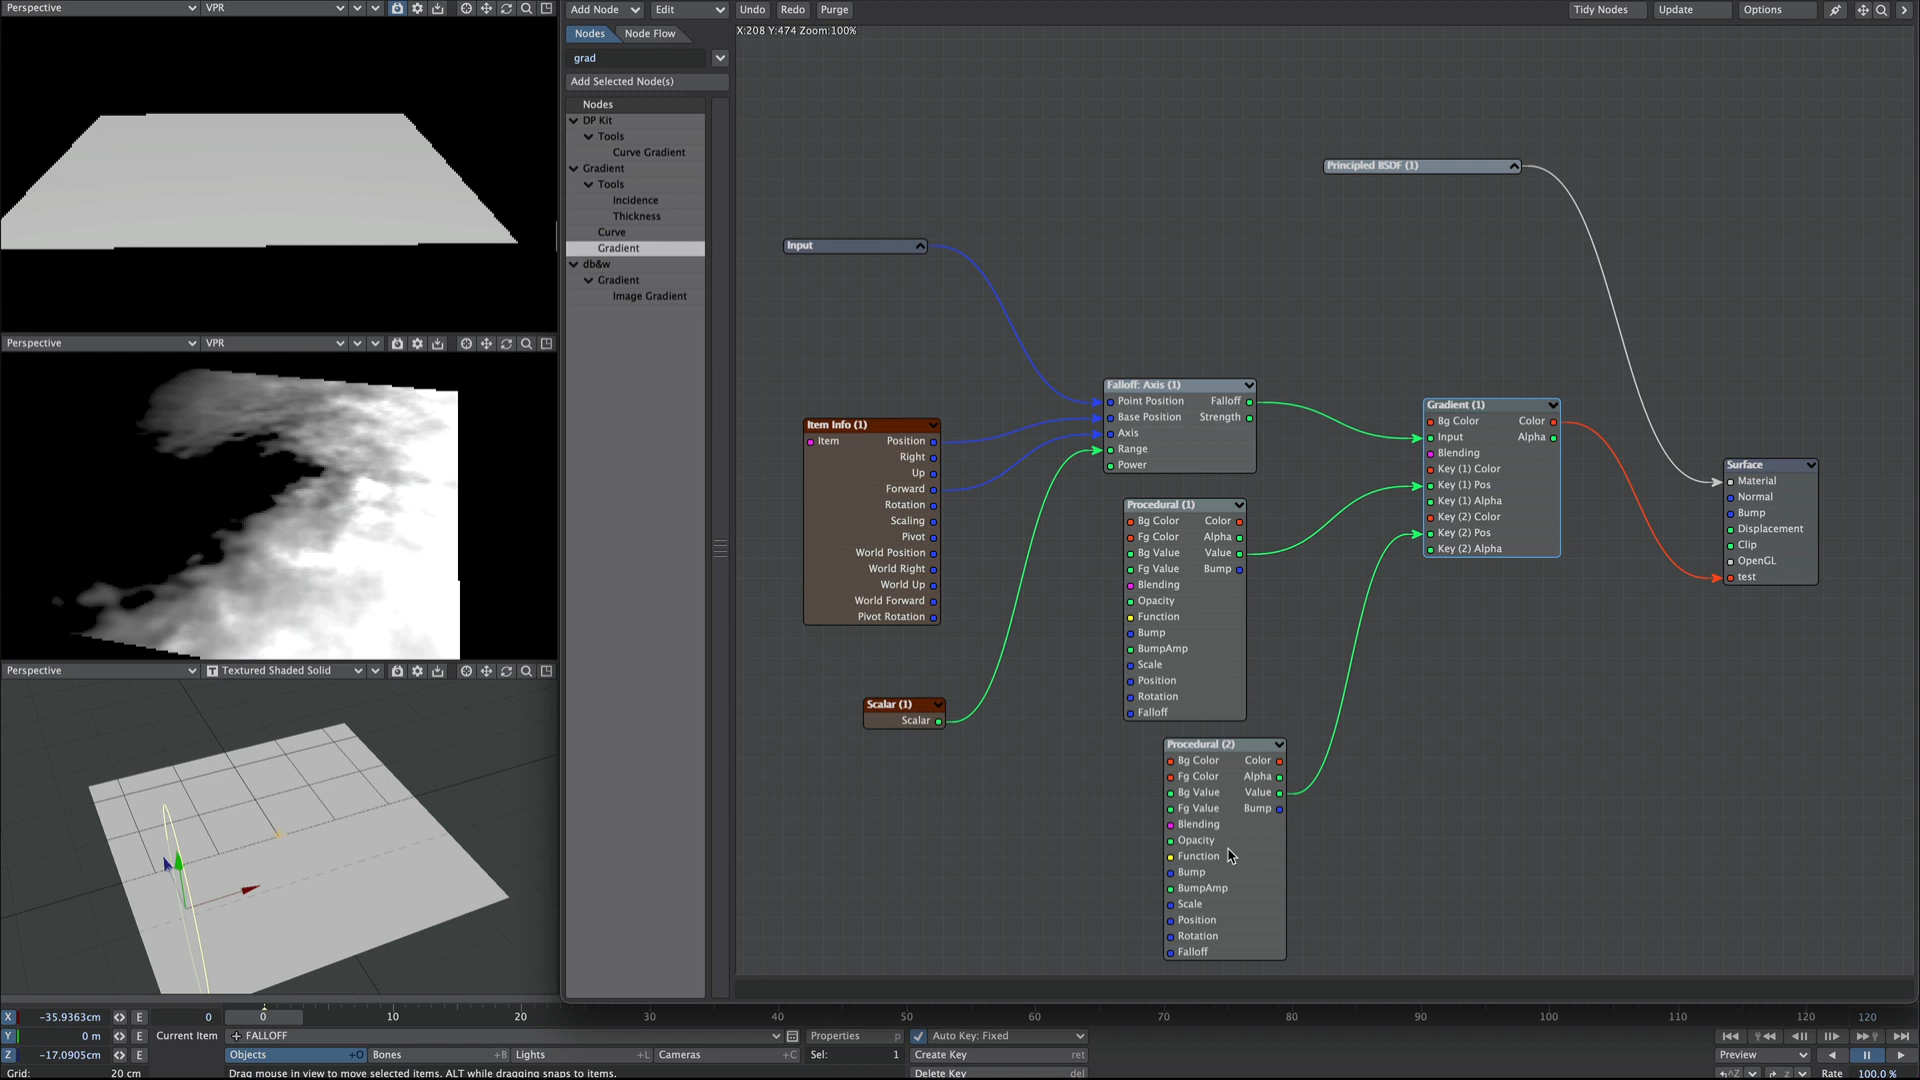 Perspective VPR
Add Node Edit Undo Redo Purge Tidy Nodes Update Options
Nodes Node Flow
X:208 Y:474 Zoom:100%
grad
Add Selected Node(s)
Nodes
DP Kit
Tools
Curve Gradient
Gradient
Tools
Incidence
Thickness
Curve
Gradient
db&w
Gradient
Image Gradient
Perspective VPR
Perspective Textured Shaded Solid
Principled BSDF (1)
Input
Falloff: Axis (1)
Point Position Falloff
Base Position Strength
Axis
Range
Power
Item Info (1)
Item Position
Right
Up
Forward
Rotation
Scaling
Pivot
World Position
World Right
World Up
World Forward
Pivot Rotation
Gradient (1)
Bg Color Color
Input Alpha
Blending
Key (1) Color
Key (1) Pos
Key (1) Alpha
Key (2) Color
Key (2) Pos
Key (2) Alpha
Surface
Material
Normal
Bump
Displacement
Clip
OpenGL
test
Procedural (1)
Bg Color Color
Fg Color Alpha
Bg Value Value
Fg Value Bump
Blending
Opacity
Function
Bump
BumpAmp
Scale
Position
Rotation
Falloff
Scalar (1)
Scalar
Procedural (2)
Bg Color Color
Fg Color Alpha
Bg Value Value
Fg Value Bump
Blending
Opacity
Function
Bump
BumpAmp
Scale
Position
Rotation
Falloff
X -35.9363cm E 0 0 10 20 30 40 50 60 70 80 90 100 110 120 120
Y 0 m E Current Item FALLOFF Properties p Auto Key: Fixed
Z -17.0905cm E Objects +O Bones +B Lights +L Cameras +C Sel: 1 Create Key ret Preview
Grid: 20 cm Drag mouse in view to move selected items. ALT while dragging snaps to items. Delete Key del ^Z z Rate 100.0 %